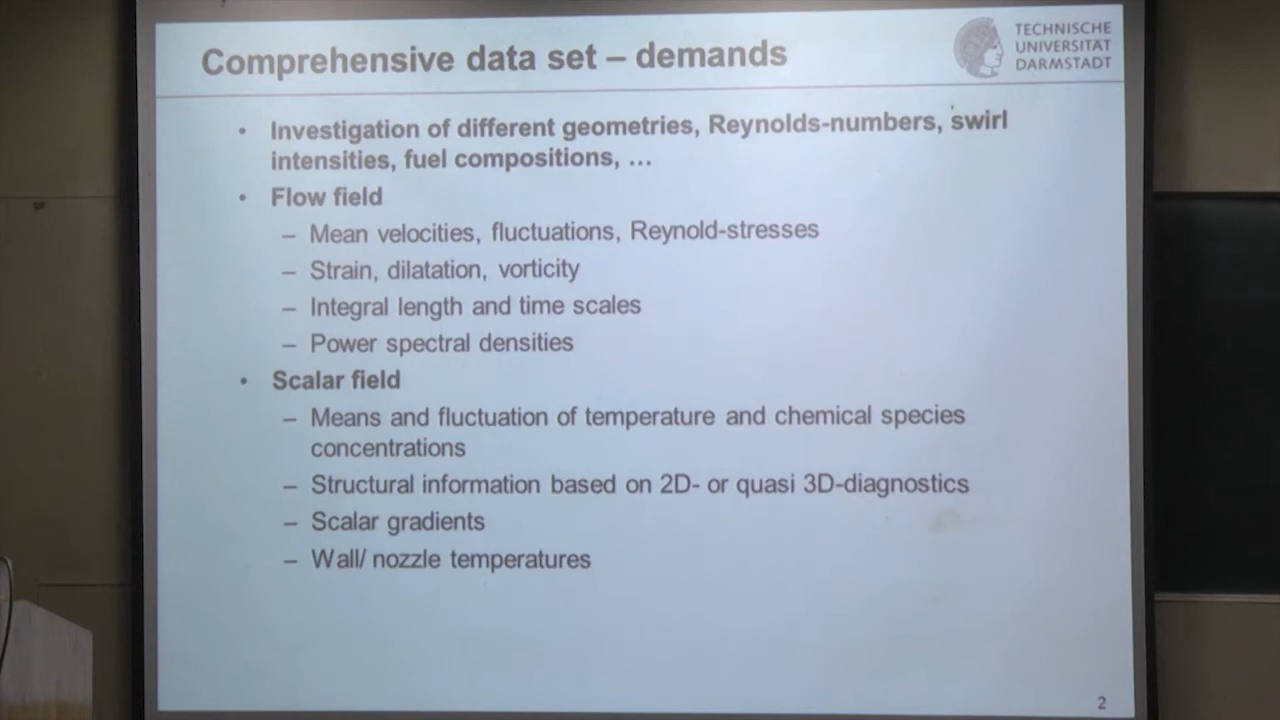 Comprehensive data set – demands
TECHNISCHE
UNIVERSITÄT
DARMSTADT
• Investigation of different geometries, Reynolds-numbers, swirl
intensities, fuel compositions, …
• Flow field
– Mean velocities, fluctuations, Reynold-stresses
– Strain, dilatation, vorticity
– Integral length and time scales
– Power spectral densities
• Scalar field
– Means and fluctuation of temperature and chemical species
concentrations
– Structural information based on 2D- or quasi 3D-diagnostics
– Scalar gradients
– Wall/ nozzle temperatures
2